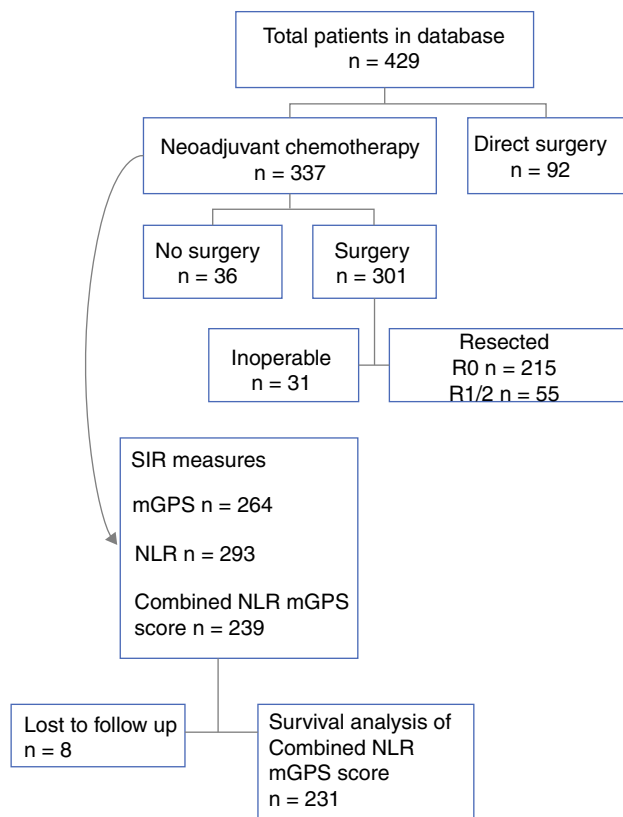 Total patients in database
n = 429
Neoadjuvant chemotherapy
n = 337
Direct surgery
n = 92
No surgery
n = 36
Surgery
n = 301
Inoperable
n = 31
Resected
R0 n = 215
R1/2 n = 55
SIR measures
mGPS n = 264
NLR n = 293
Combined NLR mGPS
score n = 239
Lost to follow up
n = 8
Survival analysis of
Combined NLR
mGPS score
n = 231